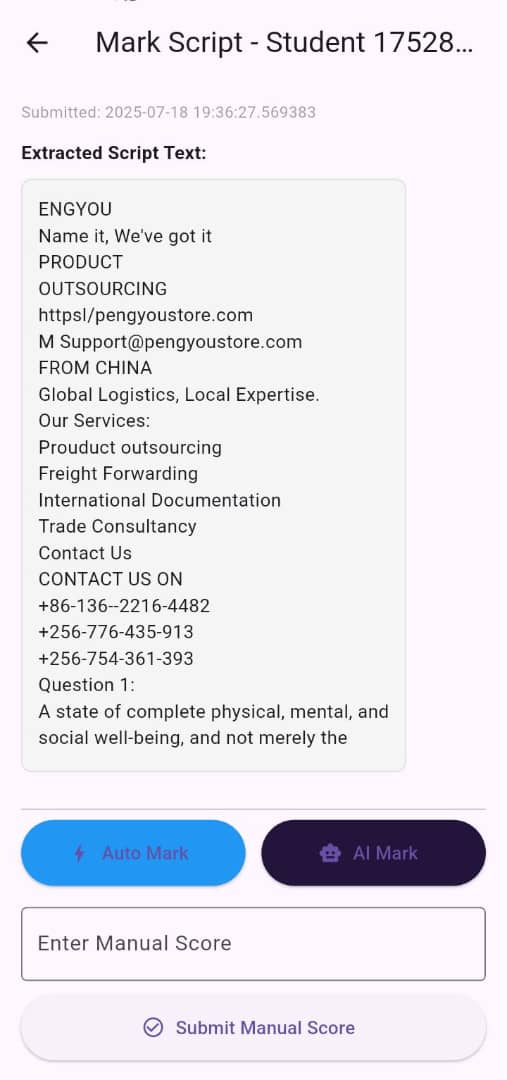 Mark Script - Student 17528...
Submitted: 2025-07-18 19:36:27.569383
Extracted Script Text:
ENGYOU
Name it, We've got it
PRODUCT
OUTSOURCING
httpsl/pengyoustore.com
M Support@pengyoustore.com
FROM CHINA
Global Logistics, Local Expertise.
Our Services:
Prouduct outsourcing
Freight Forwarding
International Documentation
Trade Consultancy
Contact Us
CONTACT US ON
+86-136--2216-4482
+256-776-435-913
+256-754-361-393
Question 1:
A state of complete physical, mental, and
social well-being, and not merely the
Auto Mark
AI Mark
Enter Manual Score
Submit Manual Score